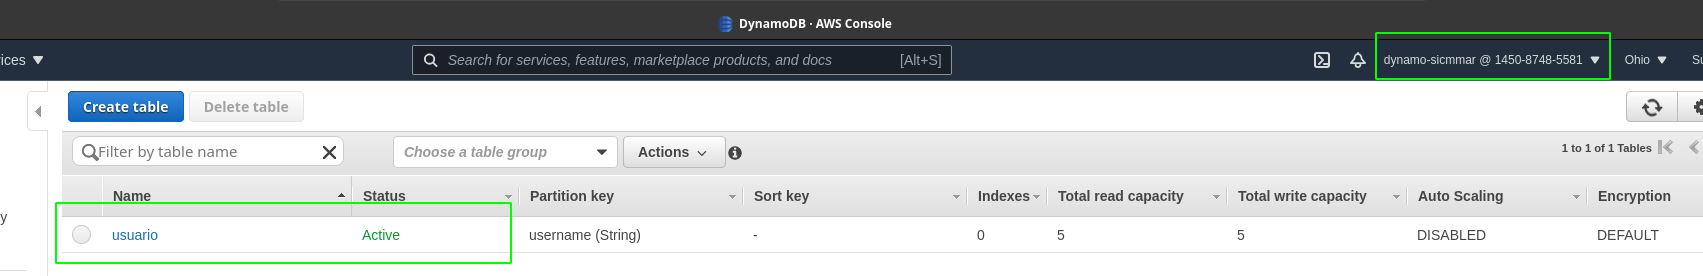 DynamoDB · AWS Console
ices
Search for services, features, marketplace products, and docs [Alt+S]
dynamo-sicmmar @ 1450-8748-5581
Ohio
Su
Create table
Delete table
Filter by table name
Choose a table group
Actions
1 to 1 of 1 Tables
Name Status Partition key Sort key Indexes Total read capacity Total write capacity Auto Scaling Encryption
y
usuario Active username (String) - 0 5 5 DISABLED DEFAULT